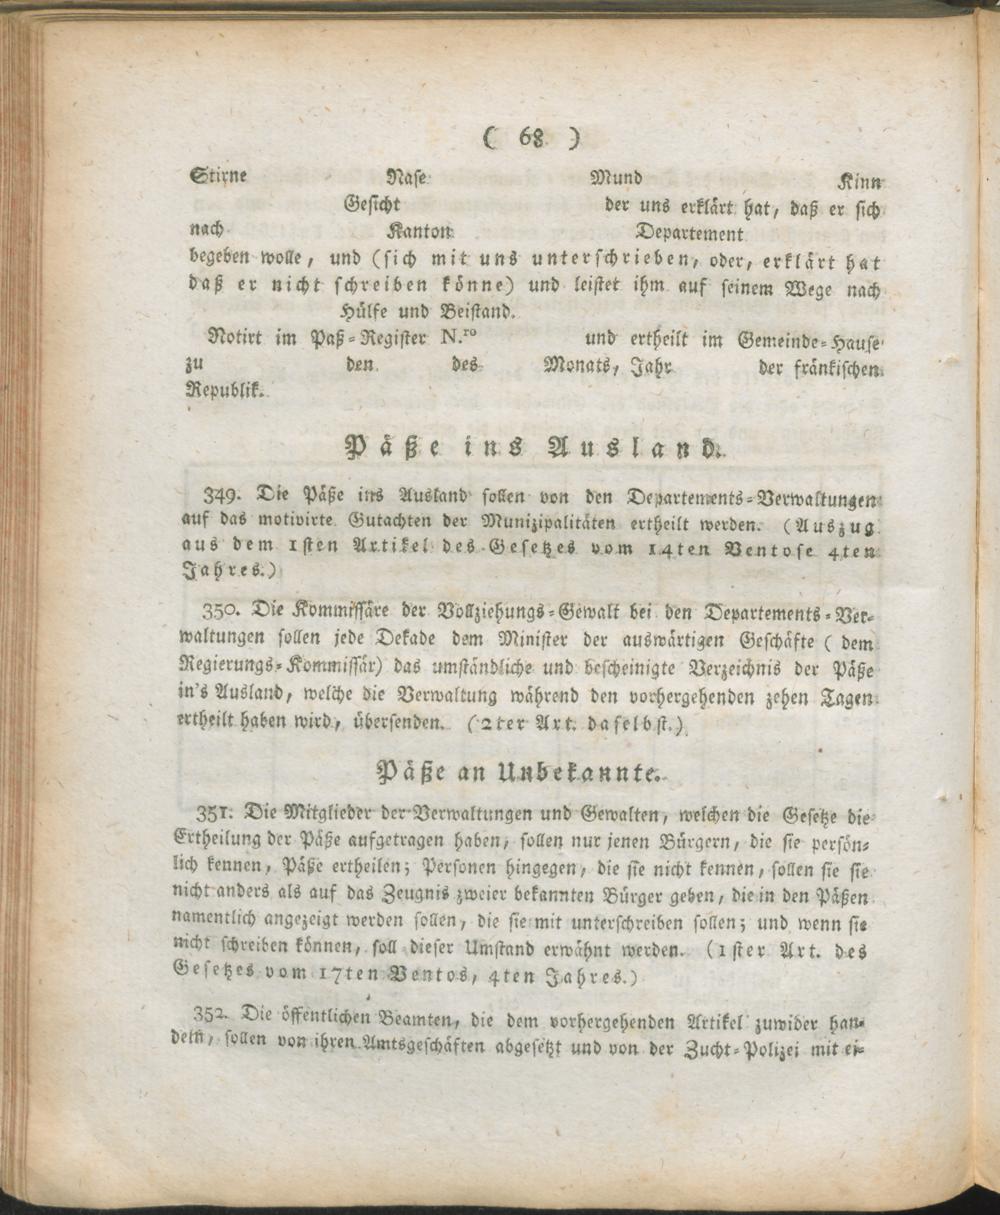 ( 68 )
Stirne Nase Mund Kinn
Gesicht der uns erklärt hat, daß er sich
nach Kanton Departement
begeben wolle, und (sich mit uns unterschrieben, oder, erklärt hat
daß er nicht schreiben könne) und leistet ihm auf seinem Wege nach
Hülfe und Beistand.
Notirt im Paß-Register N.ro und ertheilt im Gemeinde-Hause
zu den des Monats, Jahr der fränkischen
Republik.
Päße ins Ausland.
349. Die Päße ins Ausland sollen von den Departements-Verwaltungen
auf das motivirte Gutachten der Munizipalitäten ertheilt werden. (Auszug
aus dem 1sten Artikel des Gesetzes vom 14ten Ventose 4ten
Jahres.)
350. Die Kommissäre der Vollziehungs-Gewalt bei den Departements-Ver-
waltungen sollen jede Dekade dem Minister der auswärtigen Geschäfte ( dem
Regierungs-Kommissär) das umständliche und bescheinigte Verzeichnis der Päße
in's Ausland, welche die Verwaltung während den vorhergehenden zehen Tagen
ertheilt haben wird, übersenden. (2ter Art. daselbst.)
Päße an Unbekannte.
351. Die Mitglieder der Verwaltungen und Gewalten, welchen die Gesetze die
Ertheilung der Päße aufgetragen haben, sollen nur jenen Bürgern, die sie persön-
lich kennen, Päße ertheilen; Personen hingegen, die sie nicht kennen, sollen sie sie
nicht anders als auf das Zeugnis zweier bekannten Bürger geben, die in den Päßen
namentlich angezeigt werden sollen, die sie mit unterschreiben sollen; und wenn sie
nicht schreiben können, soll dieser Umstand erwähnt werden. (1ster Art. des
Gesetzes vom 17ten Ventos, 4ten Jahres.)
352. Die öffentlichen Beamten, die dem vorhergehenden Artikel zuwider han-
deln, sollen von ihren Amtsgeschäften abgesetzt und von der Zucht-Polizei mit ei-